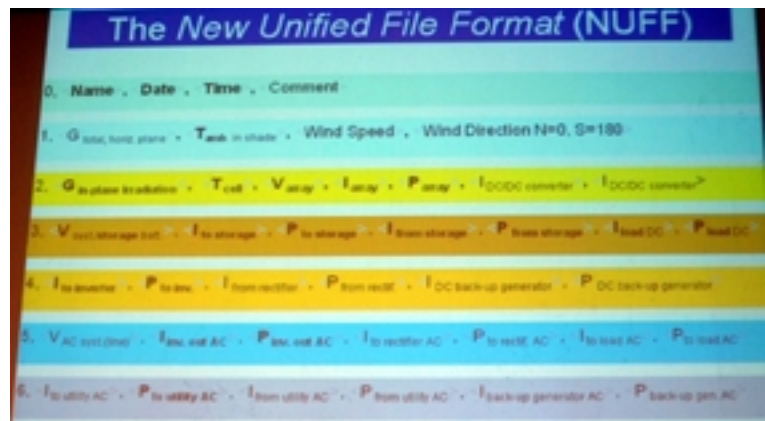 The New Unified File Format (NUFF)
0. Name , Date , Time , Comment
1. G total, horiz. plane , T amb in shade , Wind Speed , Wind Direction N=0, S=180
2. G in-plane irradiation , T cell , V array , I array , P array , I DC/DC converter , I DC/DC converter>
3. <V syst./storage batt.> , <I to storage> , <P to storage> , <I from storage> , <P from storage> , <I load DC> , <P load DC>
4. I to inverter , P to inv. , I from rectifier , P from rectif. , I DC back-up generator , P DC back-up generator
5. V AC syst.(line) , I inv. out AC , P inv. out AC , I to rectifier AC , P to rectif. AC , I to load AC , P to load AC
6. I to utility AC , P to utility AC , I from utility AC , P from utility AC , I back-up generator AC , P back-up gen. AC